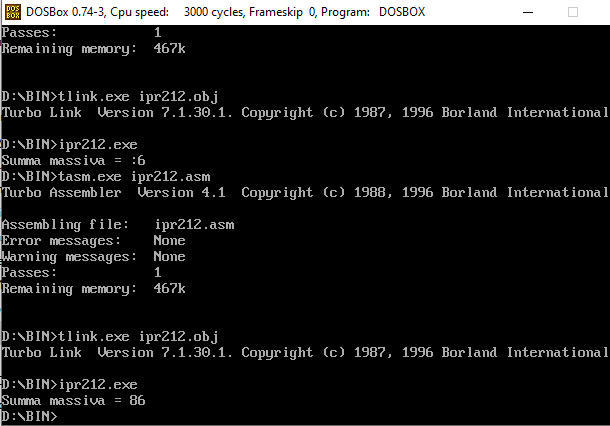 DOS
BOX
DOSBox 0.74-3, Cpu speed: 3000 cycles, Frameskip 0, Program: DOSBOX
Passes: 1
Remaining memory: 467k
D:\BIN>tlink.exe ipr212.obj
Turbo Link Version 7.1.30.1. Copyright (c) 1987, 1996 Borland International
D:\BIN>ipr212.exe
Summa massiva = :6
D:\BIN>tasm.exe ipr212.asm
Turbo Assembler Version 4.1 Copyright (c) 1988, 1996 Borland International
Assembling file: ipr212.asm
Error messages: None
Warning messages: None
Passes: 1
Remaining memory: 467k
D:\BIN>tlink.exe ipr212.obj
Turbo Link Version 7.1.30.1. Copyright (c) 1987, 1996 Borland International
D:\BIN>ipr212.exe
Summa massiva = 86
D:\BIN>